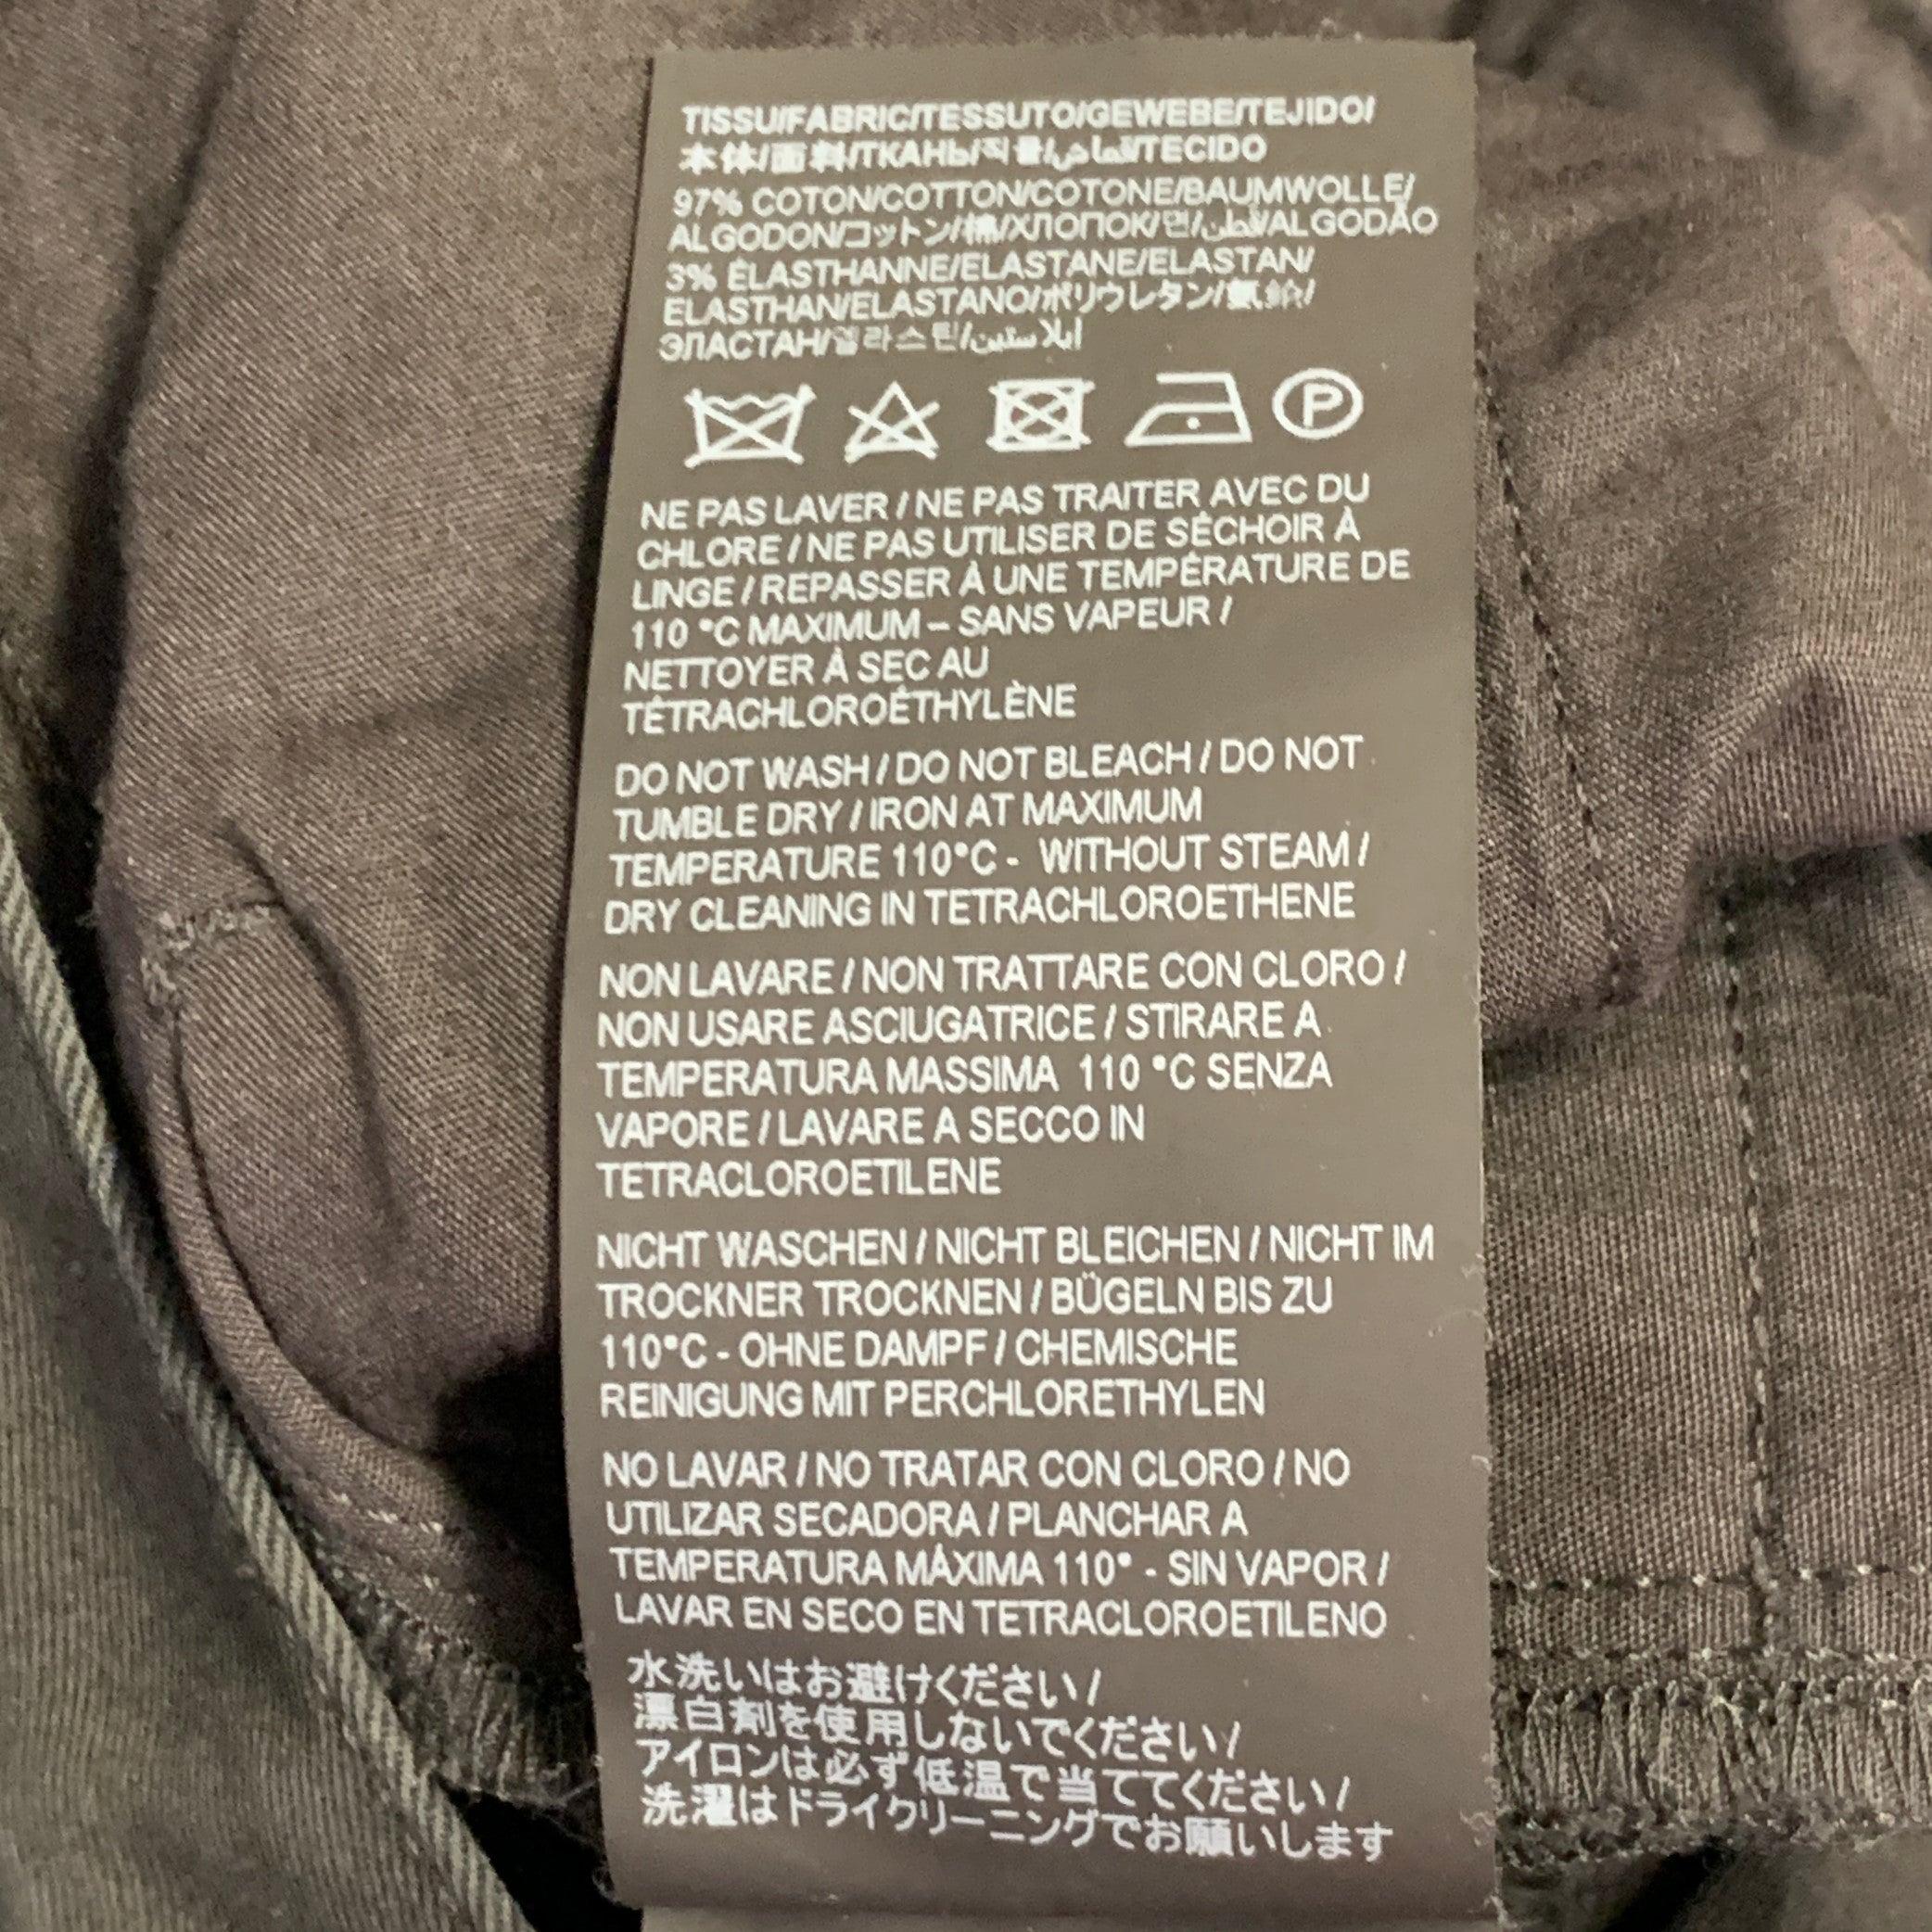 TISSU/FABRIC/TESSUTO/GEWEBE/TEJIDO/
本体/面料/ТКАНЬ/직물/قماش/TECIDO
97% COTON/COTTON/COTONE/BAUMWOLLE/
ALGODON/コットン/棉/ХЛОПОК/면/قطن/ALGODÃO
3% ÉLASTHANNE/ELASTANE/ELASTAN/
ELASTHAN/ELASTANO/ポリウレタン/氨纶/
ЭЛАСТАН/엘라스틴/ايلاستين
P
NE PAS LAVER / NE PAS TRAITER AVEC DU
CHLORE / NE PAS UTILISER DE SÉCHOIR À
LINGE / REPASSER À UNE TEMPÉRATURE DE
110 °C MAXIMUM – SANS VAPEUR /
NETTOYER À SEC AU
TÉTRACHLOROÉTHYLÈNE
DO NOT WASH / DO NOT BLEACH / DO NOT
TUMBLE DRY / IRON AT MAXIMUM
TEMPERATURE 110°C - WITHOUT STEAM /
DRY CLEANING IN TETRACHLOROETHENE
NON LAVARE / NON TRATTARE CON CLORO /
NON USARE ASCIUGATRICE / STIRARE A
TEMPERATURA MASSIMA 110 °C SENZA
VAPORE / LAVARE A SECCO IN
TETRACLOROETILENE
NICHT WASCHEN / NICHT BLEICHEN / NICHT IM
TROCKNER TROCKNEN / BÜGELN BIS ZU
110°C - OHNE DAMPF / CHEMISCHE
REINIGUNG MIT PERCHLORETHYLEN
NO LAVAR / NO TRATAR CON CLORO / NO
UTILIZAR SECADORA / PLANCHAR A
TEMPERATURA MÁXIMA 110° - SIN VAPOR /
LAVAR EN SECO EN TETRACLOROETILENO
水洗いはお避けください/
漂白剤を使用しないでください/
アイロンは必ず低温で当ててください/
洗濯はドライクリーニングでお願いします